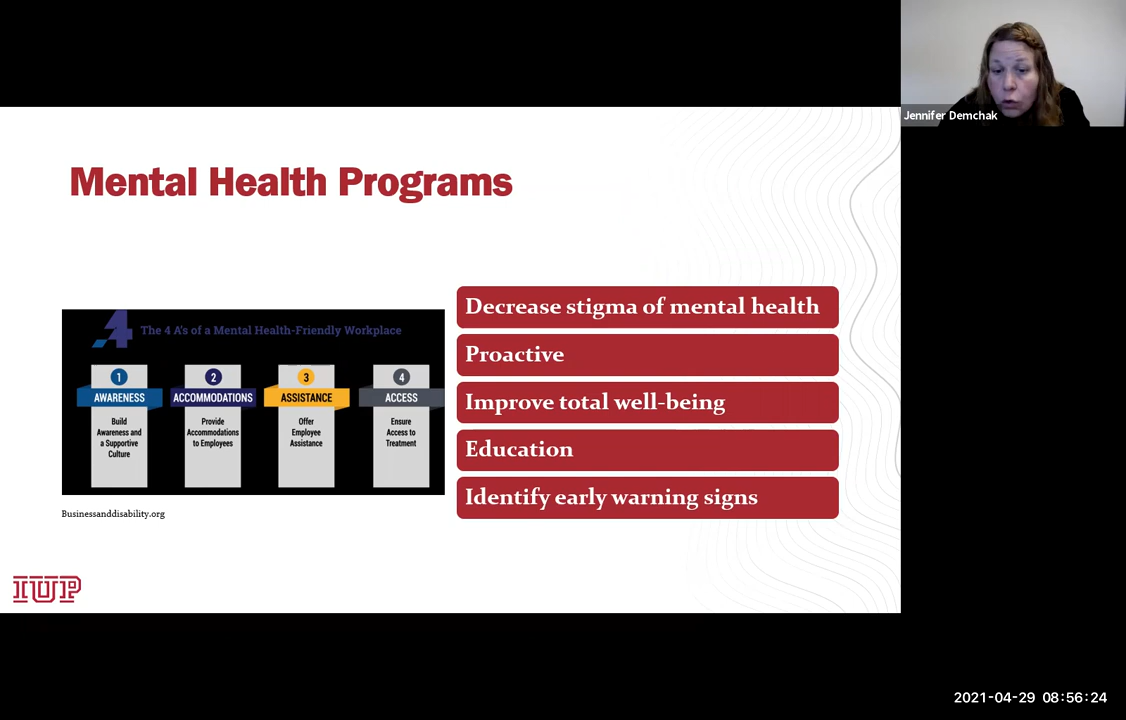 Jennifer Demchak
Mental Health Programs
4
The 4 A's of a Mental Health-Friendly Workplace
1
AWARENESS
Build
Awareness and
a Supportive
Culture
2
ACCOMMODATIONS
Provide
Accommodations
to Employees
3
ASSISTANCE
Offer
Employee
Assistance
4
ACCESS
Ensure
Access to
Treatment
Businessanddisability.org
Decrease stigma of mental health
Proactive
Improve total well-being
Education
Identify early warning signs
IUP
2021-04-29 08:56:24